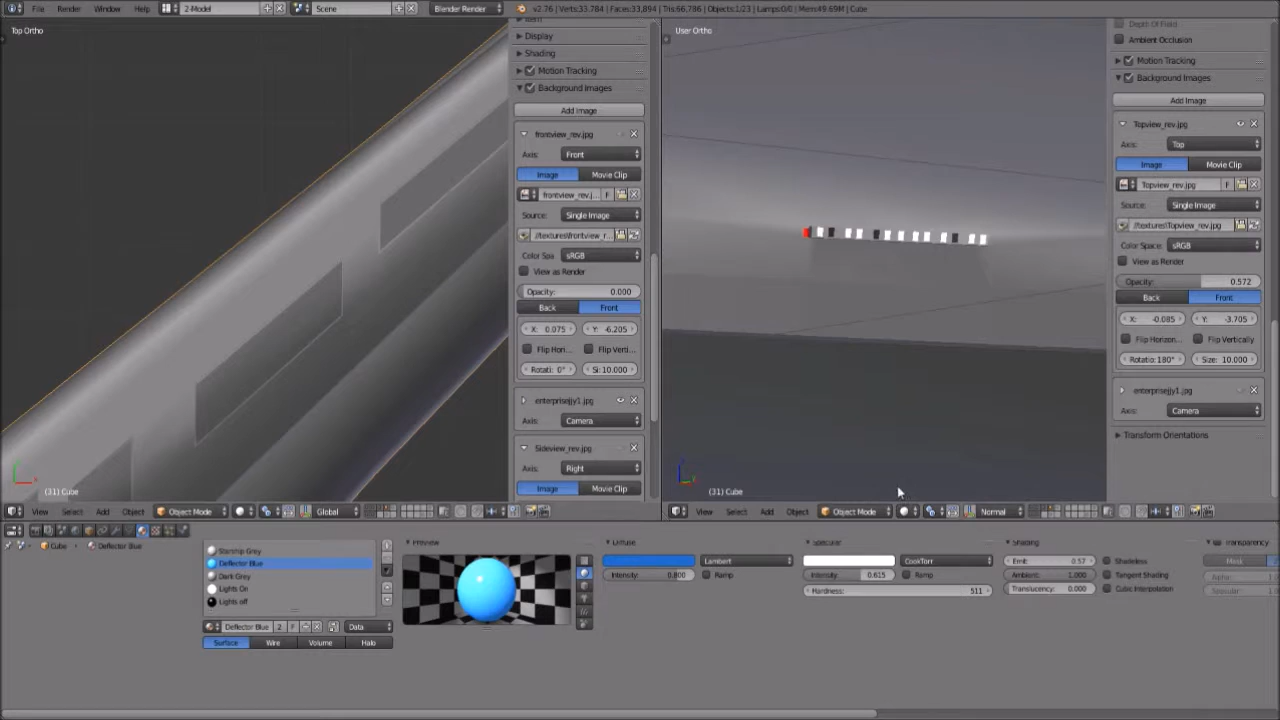 File Render Window Help 2-Model Scene Blender Render v2.76 | Verts:33,784 | Faces:33,894 | Tris:66,786 | Objects:1/23 | Lamps:0/0 | Mem:49.69M | Cube
Top Ortho
Display
Shading
Motion Tracking
Background Images
Add Image
frontview_rev.jpg
Axis: Front
Image Movie Clip
frontview_rev.j... F
Source: Single Image
//textures\frontview_r...
Color Spa sRGB
View as Render
Opacity: 0.000
Back Front
X: 0.075 Y: -6.205
Flip Hori... Flip Verti...
Rotati: 0° Si:10.000
enterprisejjy1.jpg
Axis: Camera
Sideview_rev.jpg
Axis: Right
Image Movie Clip
(31) Cube
View Select Add Object Object Mode Global
User Ortho
Depth Of Field
Ambient Occlusion
Motion Tracking
Background Images
Add Image
Topview_rev.jpg
Axis: Top
Image Movie Clip
Topview_rev.jpg F
Source: Single Image
//textures\Topview_rev.jpg
Color Space: sRGB
View as Render
Opacity: 0.572
Back Front
X: -0.085 Y: -3.705
Flip Horizon... Flip Vertically
Rotatio: 180° Size: 10.000
enterprisejjy1.jpg
Axis: Camera
Transform Orientations
(31) Cube
View Select Add Object Object Mode Normal
Cube Deflector Blue
Starship Grey
Deflector Blue
Dark Grey
Lights On
Lights off
Deflector Blue 2 F Data
Surface Wire Volume Halo
Preview
Diffuse
Lambert
Intensity: 0.800 Ramp
Specular
CookTorr
Intensity: 0.615 Ramp
Hardness: 511
Shading
Emit: 0.57 Shadeless
Ambient: 1.000 Tangent Shading
Translucency: 0.000 Cubic Interpolation
Transparency
Mask
Alpha:
Specular: